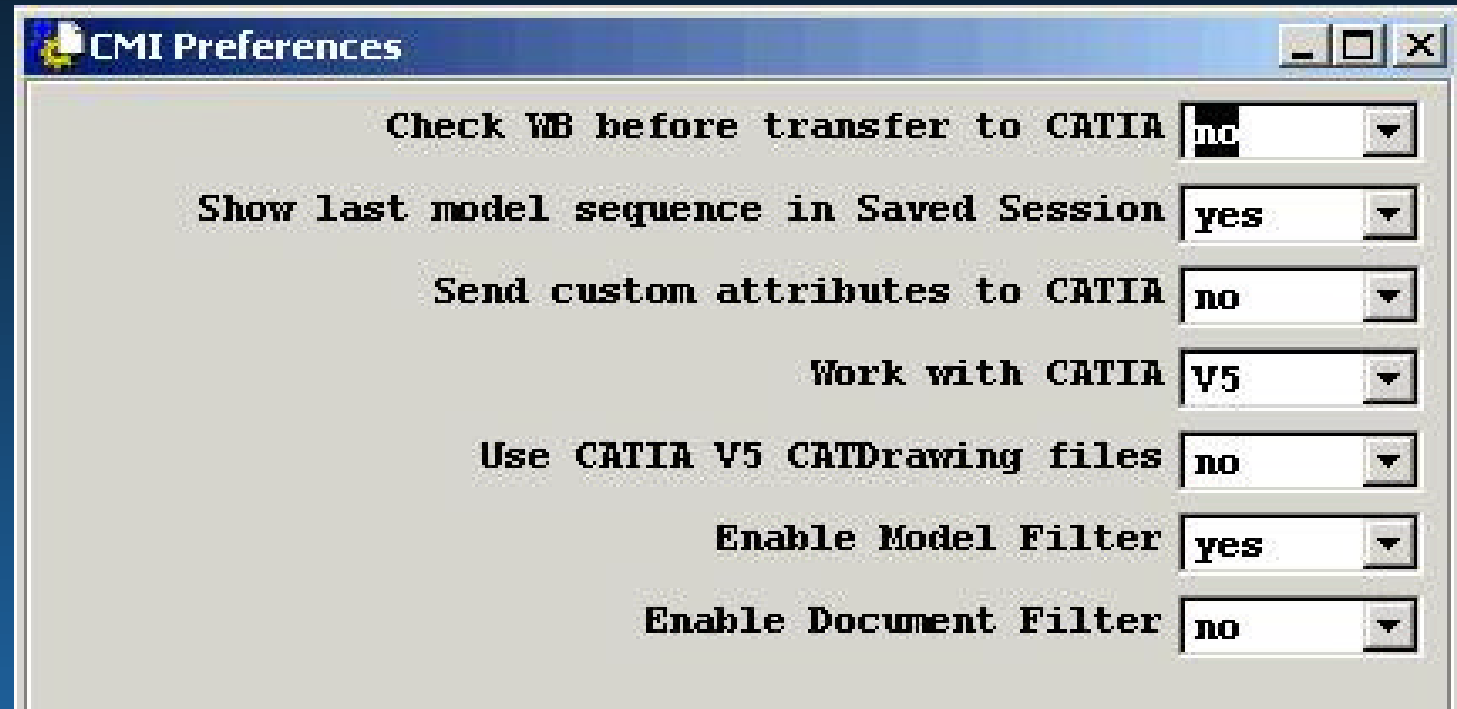 CMI Preferences
Check WB before transfer to CATIA no
Show last model sequence in Saved Session yes
Send custom attributes to CATIA no
Work with CATIA V5
Use CATIA V5 CATDrawing files no
Enable Model Filter yes
Enable Document Filter no